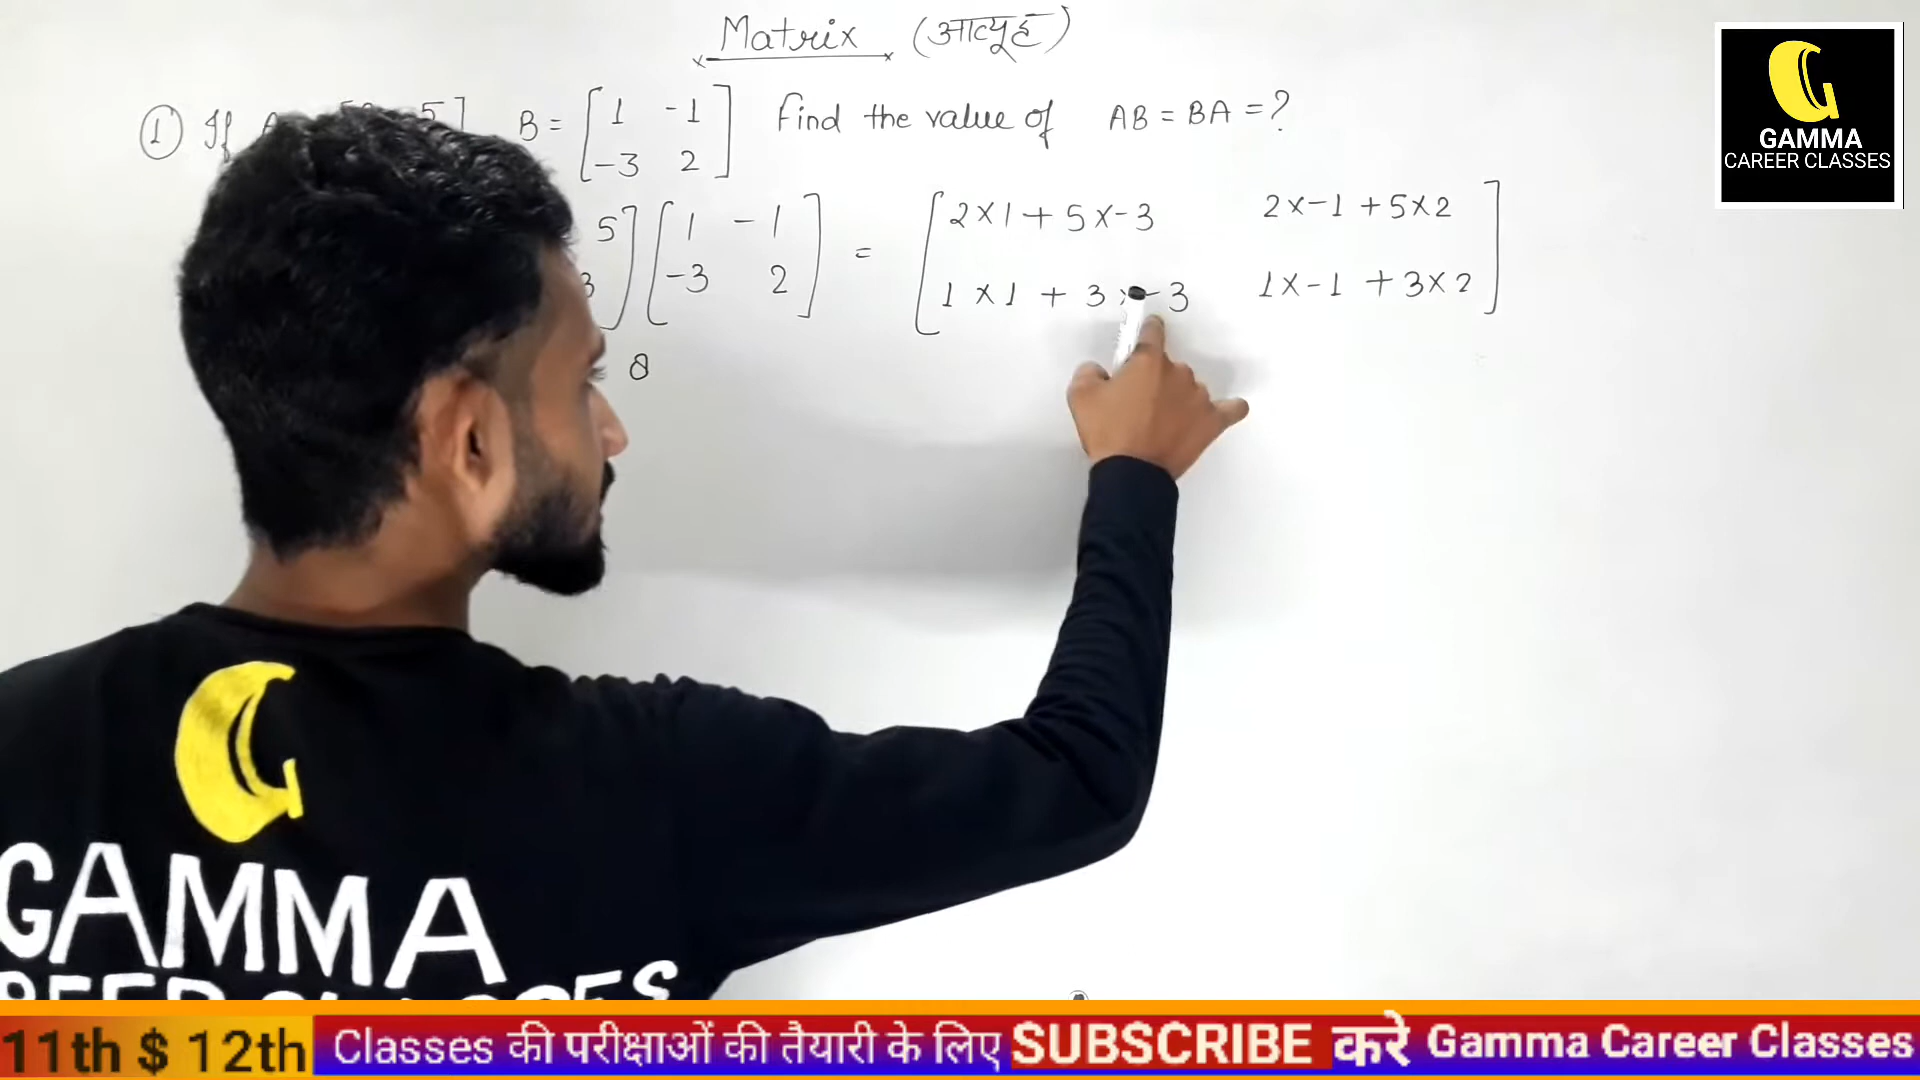 Matrix (आव्यूह)
① If A 5] B = [1 -1 Find the value of AB = BA = ?
-3 2]
5] [1 -1] = [2×1 + 5×-3 2×-1 + 5×2]
3 -3 2 1×1 + 3×-3 1×-1 + 3×2
8
GAMMA
CAREER CLASSES
GAMMA
11th $ 12th Classes की परीक्षाओं की तैयारी के लिए SUBSCRIBE करे Gamma Career Classes